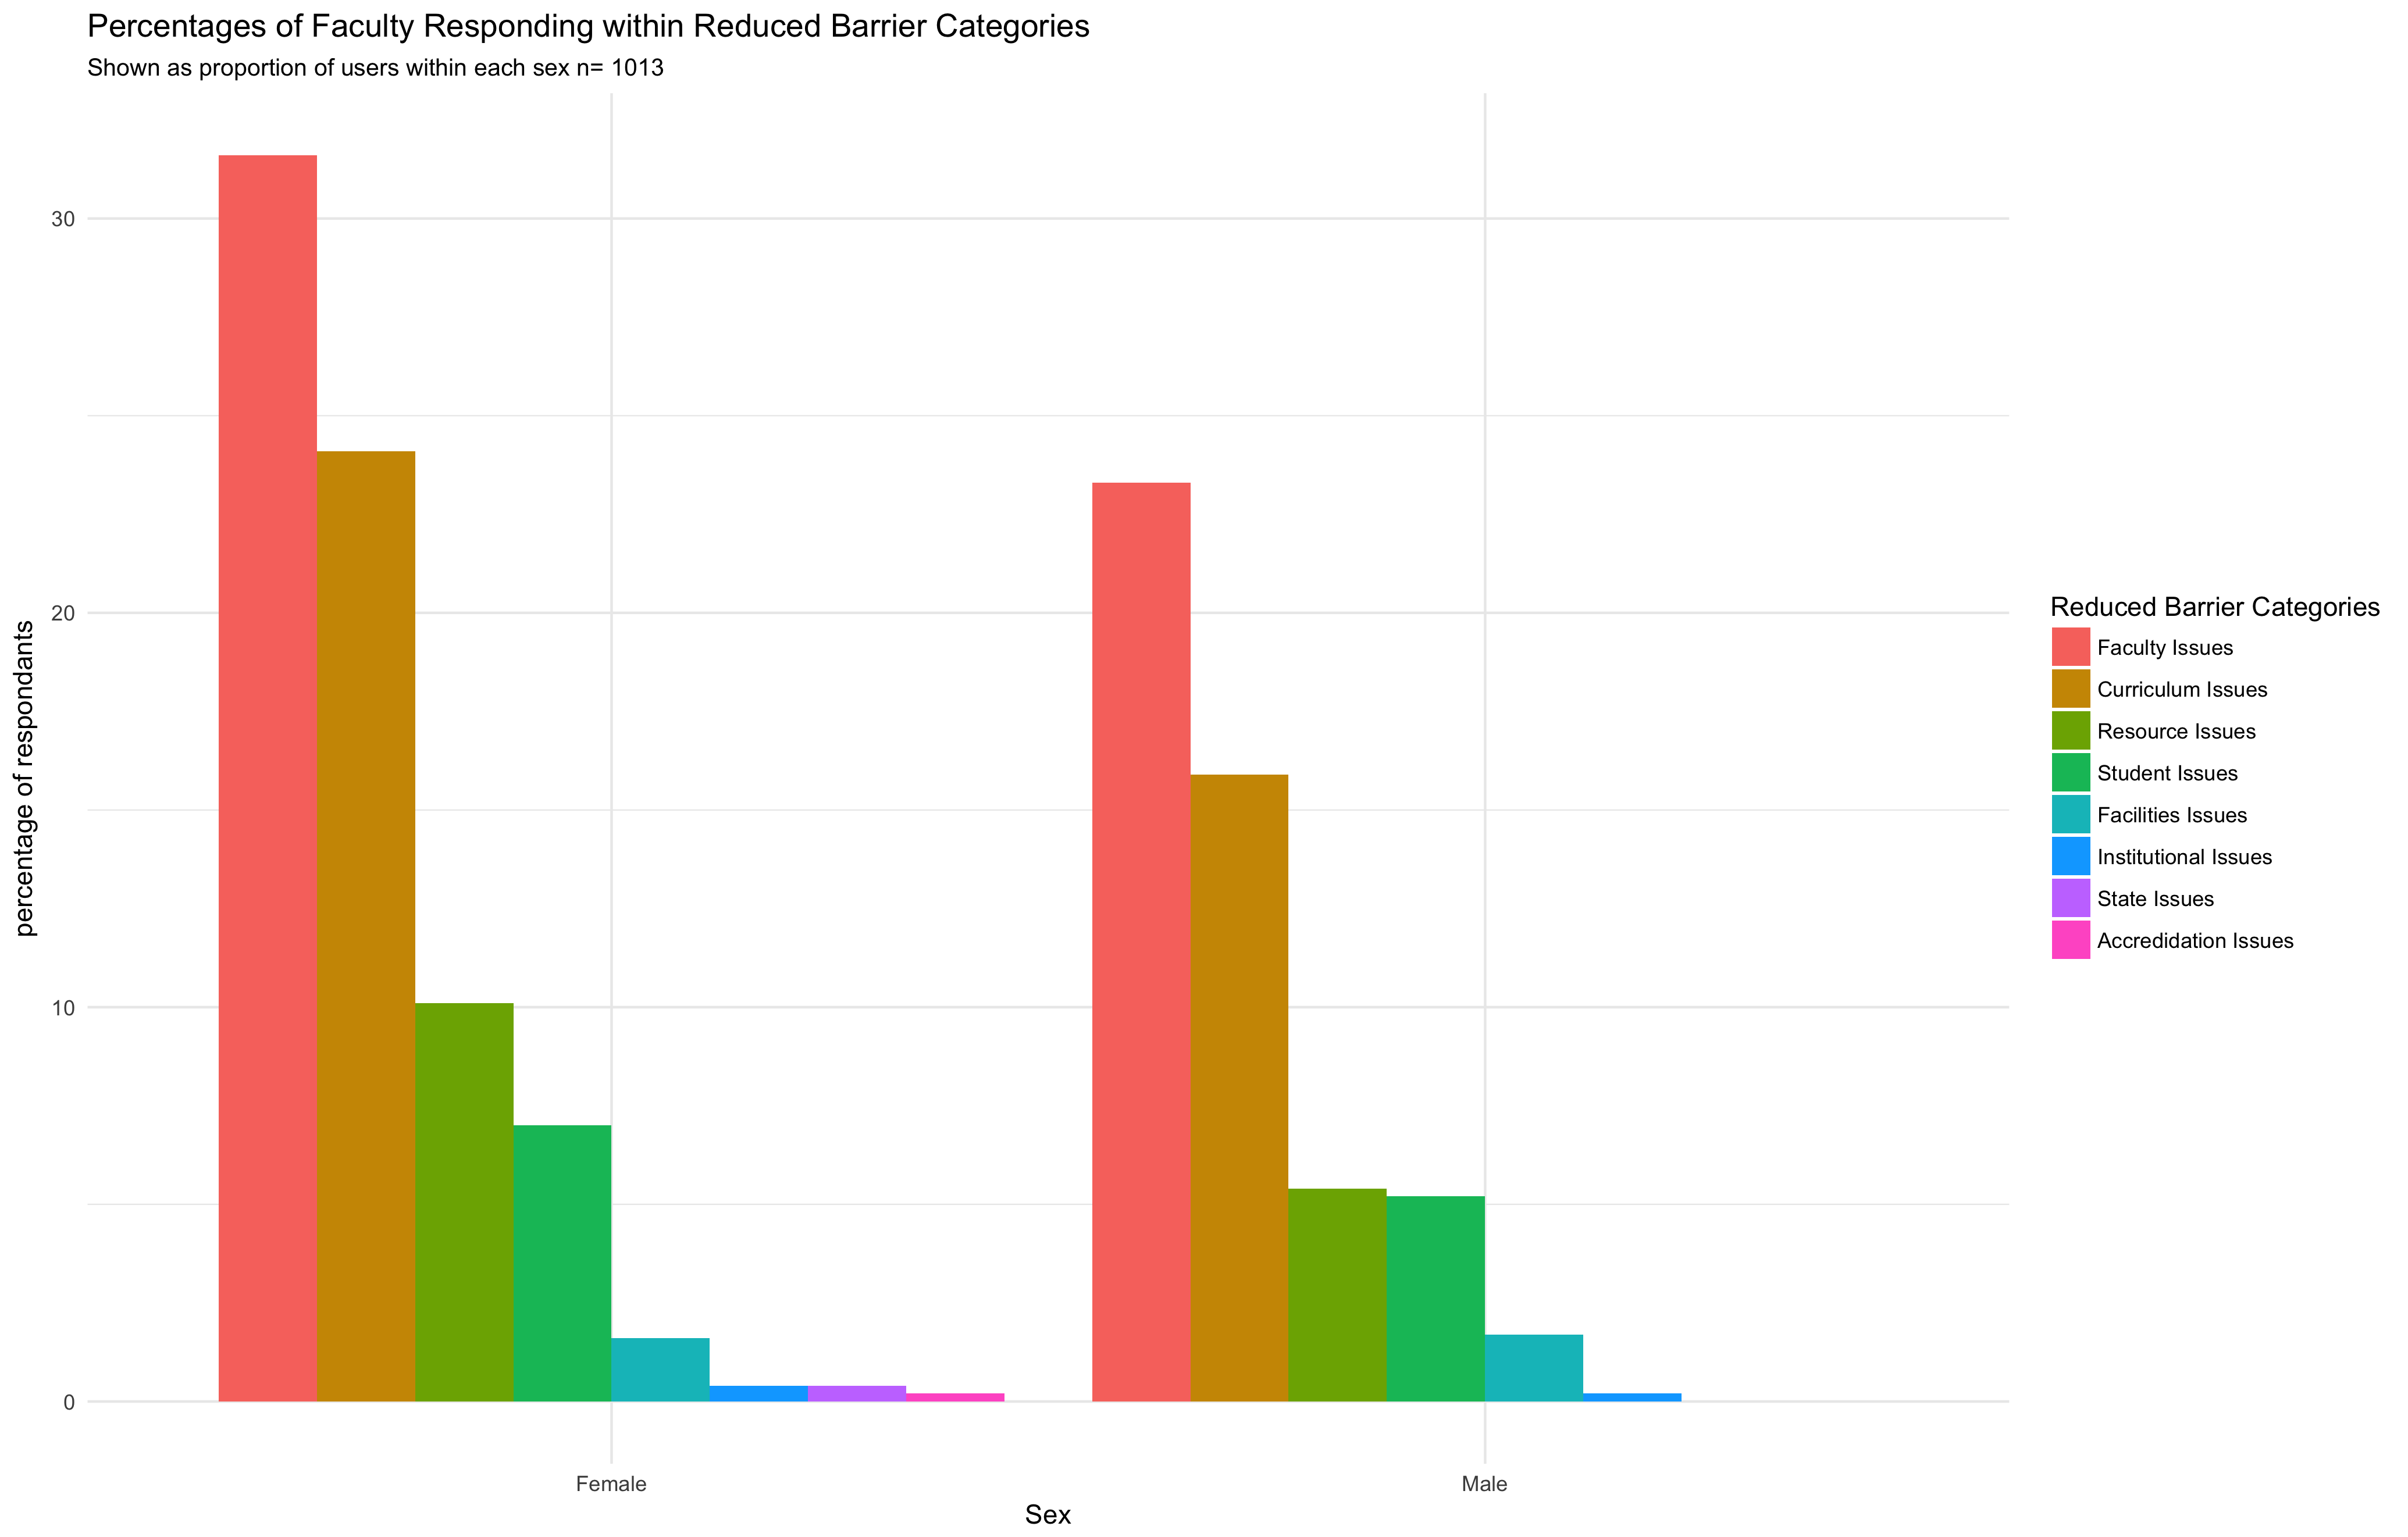 Percentages of Faculty Responding within Reduced Barrier Categories
Shown as proportion of users within each sex n= 1013
percentage of respondants
30
20
10
0
Female
Male
Sex
Reduced Barrier Categories
Faculty Issues
Curriculum Issues
Resource Issues
Student Issues
Facilities Issues
Institutional Issues
State Issues
Accredidation Issues